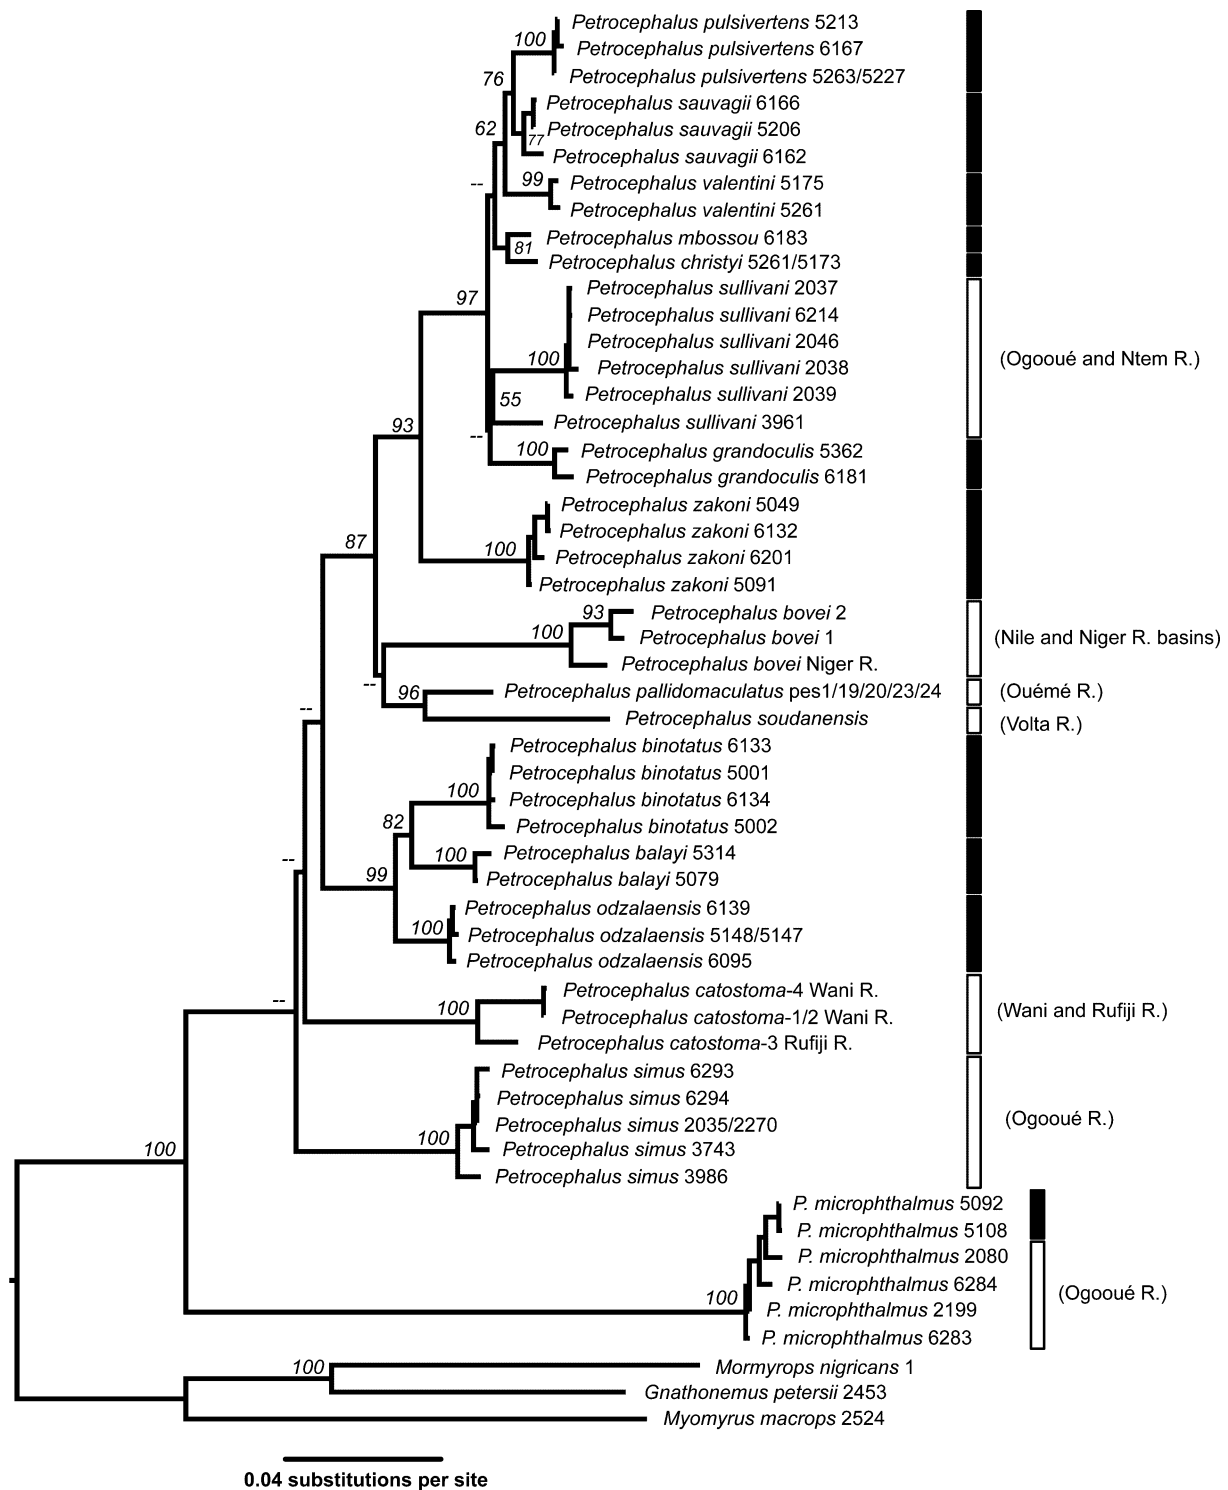 Petrocephalus pulsivertens 5213
100
Petrocephalus pulsivertens 6167
Petrocephalus pulsivertens 5263/5227
76
Petrocephalus sauvagii 6166
62
Petrocephalus sauvagii 5206
77
Petrocephalus sauvagii 6162
--
99
Petrocephalus valentini 5175
Petrocephalus valentini 5261
Petrocephalus mbossou 6183
81
Petrocephalus christyi 5261/5173
97
Petrocephalus sullivani 2037
Petrocephalus sullivani 6214
Petrocephalus sullivani 2046
100
Petrocephalus sullivani 2038
(Ogooué and Ntem R.)
Petrocephalus sullivani 2039
55
Petrocephalus sullivani 3961
93
--
100
Petrocephalus grandoculis 5362
Petrocephalus grandoculis 6181
Petrocephalus zakoni 5049
Petrocephalus zakoni 6132
87
100
Petrocephalus zakoni 6201
Petrocephalus zakoni 5091
93
Petrocephalus bovei 2
100
Petrocephalus bovei 1
(Nile and Niger R. basins)
Petrocephalus bovei Niger R.
--
96
Petrocephalus pallidomaculatus pes1/19/20/23/24
(Ouémé R.)
--
Petrocephalus soudanensis
(Volta R.)
Petrocephalus binotatus 6133
Petrocephalus binotatus 5001
100
Petrocephalus binotatus 6134
82
Petrocephalus binotatus 5002
--
100
Petrocephalus balayi 5314
99
Petrocephalus balayi 5079
Petrocephalus odzalaensis 6139
100
Petrocephalus odzalaensis 5148/5147
Petrocephalus odzalaensis 6095
--
100
Petrocephalus catostoma-4 Wani R.
Petrocephalus catostoma-1/2 Wani R.
(Wani and Rufiji R.)
Petrocephalus catostoma-3 Rufiji R.
Petrocephalus simus 6293
Petrocephalus simus 6294
Petrocephalus simus 2035/2270
(Ogooué R.)
100
100
Petrocephalus simus 3743
Petrocephalus simus 3986
P. microphthalmus 5092
P. microphthalmus 5108
P. microphthalmus 2080
P. microphthalmus 6284
(Ogooué R.)
100
P. microphthalmus 2199
P. microphthalmus 6283
100
Mormyrops nigricans 1
Gnathonemus petersii 2453
Myomyrus macrops 2524
0.04 substitutions per site